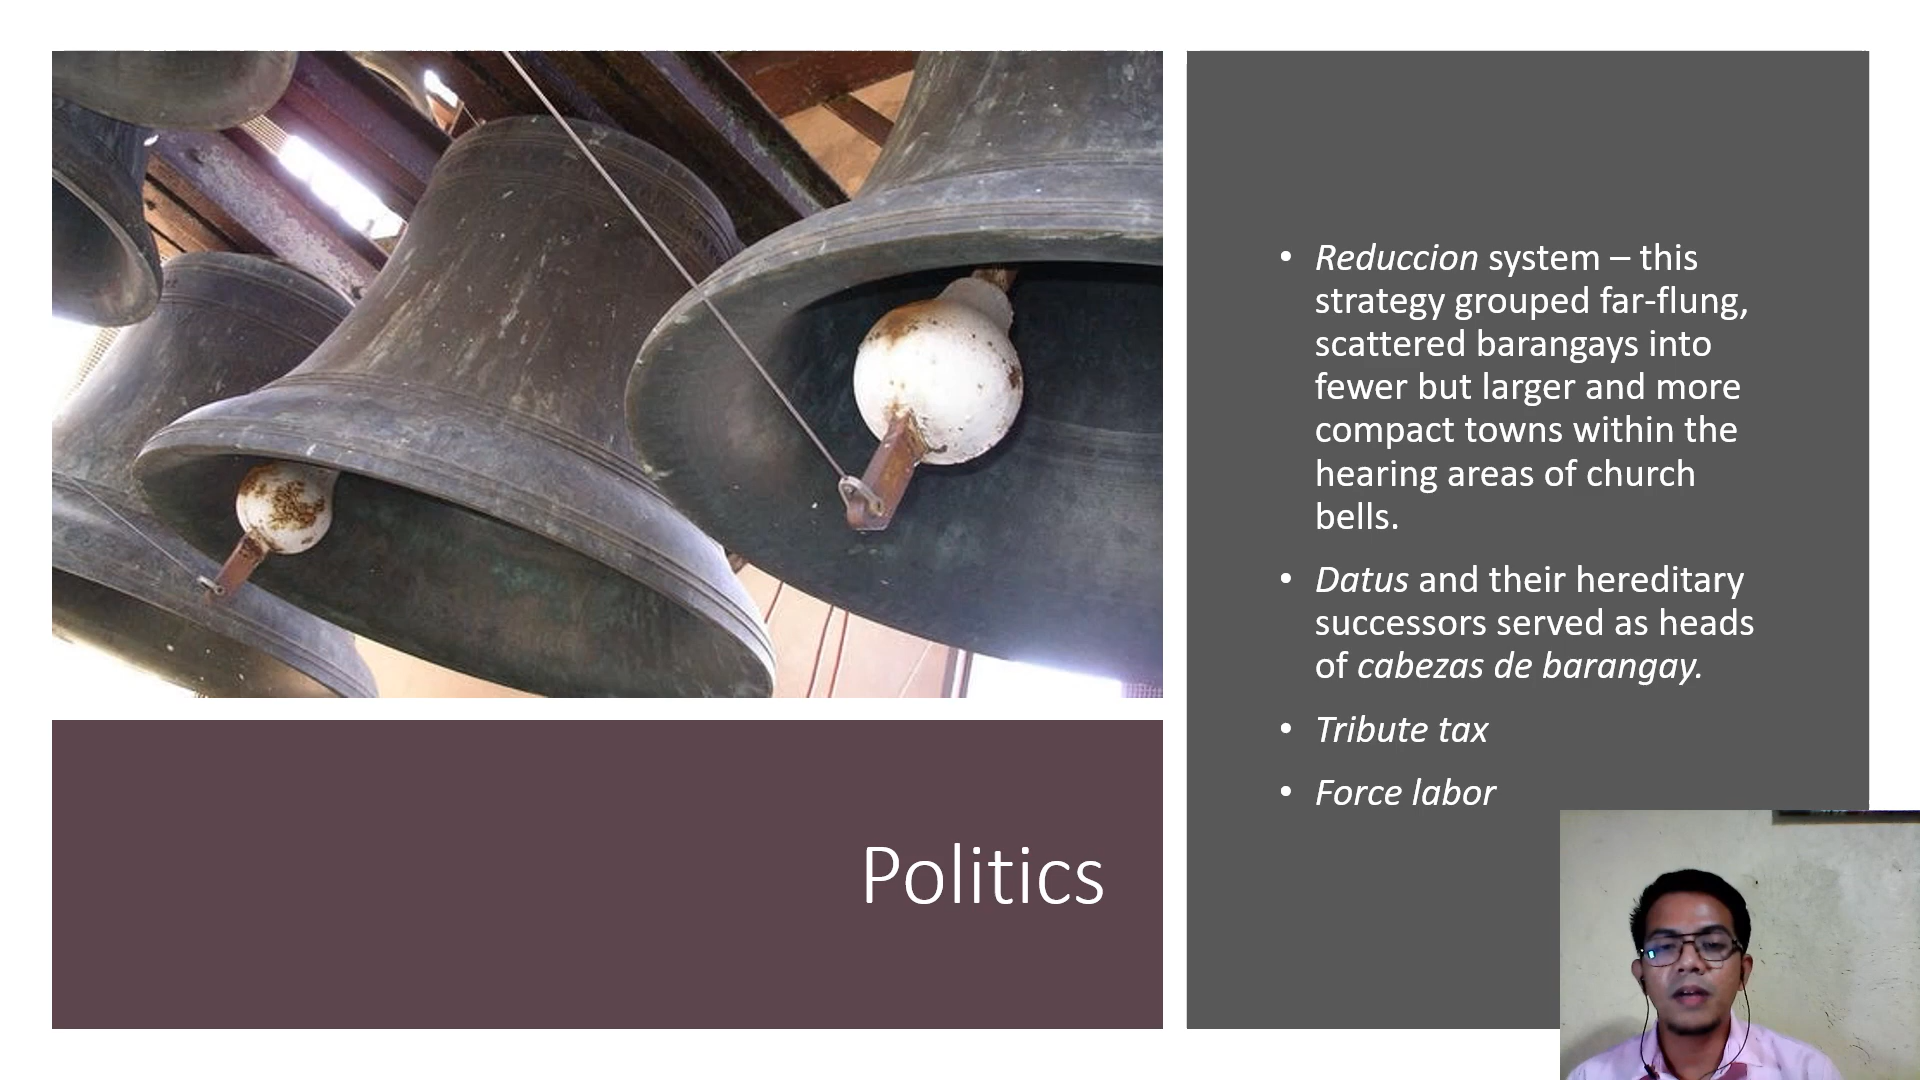 Politics
• Reduccion system – this
strategy grouped far-flung,
scattered barangays into
fewer but larger and more
compact towns within the
hearing areas of church
bells.
• Datus and their hereditary
successors served as heads
of cabezas de barangay.
• Tribute tax
• Force labor